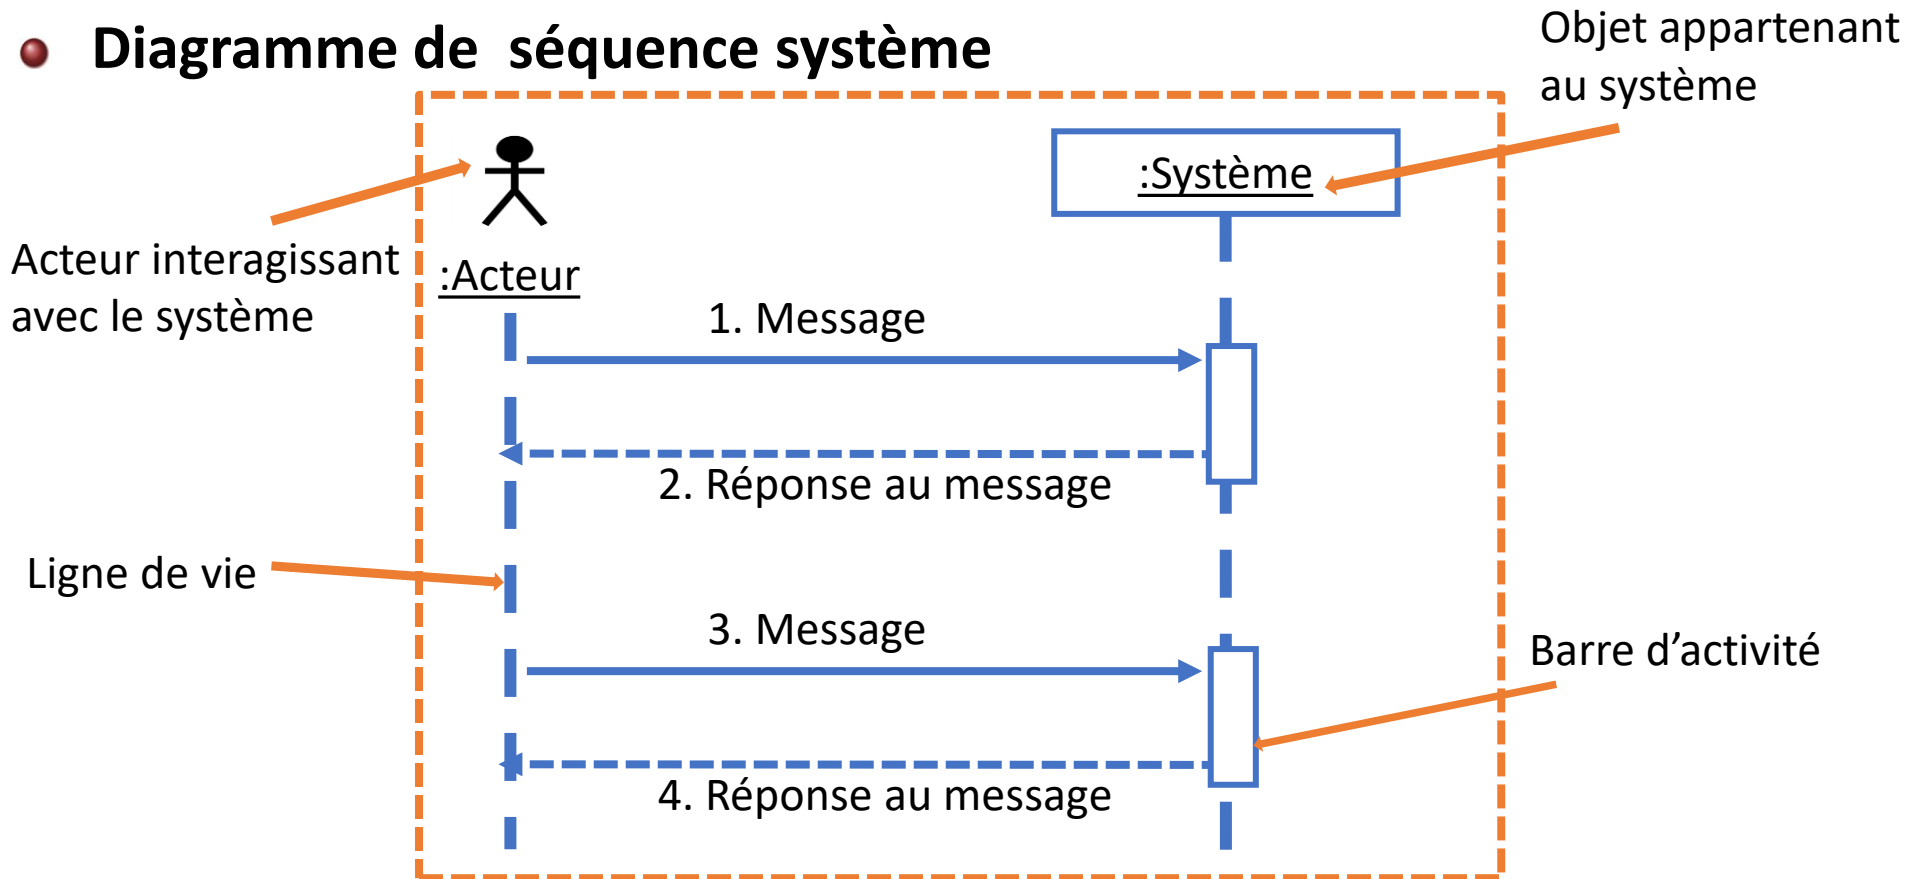 Diagramme de séquence système
Objet appartenant
au système
:Système
Acteur interagissant
avec le système
:Acteur
1. Message
2. Réponse au message
Ligne de vie
3. Message
Barre d’activité
4. Réponse au message